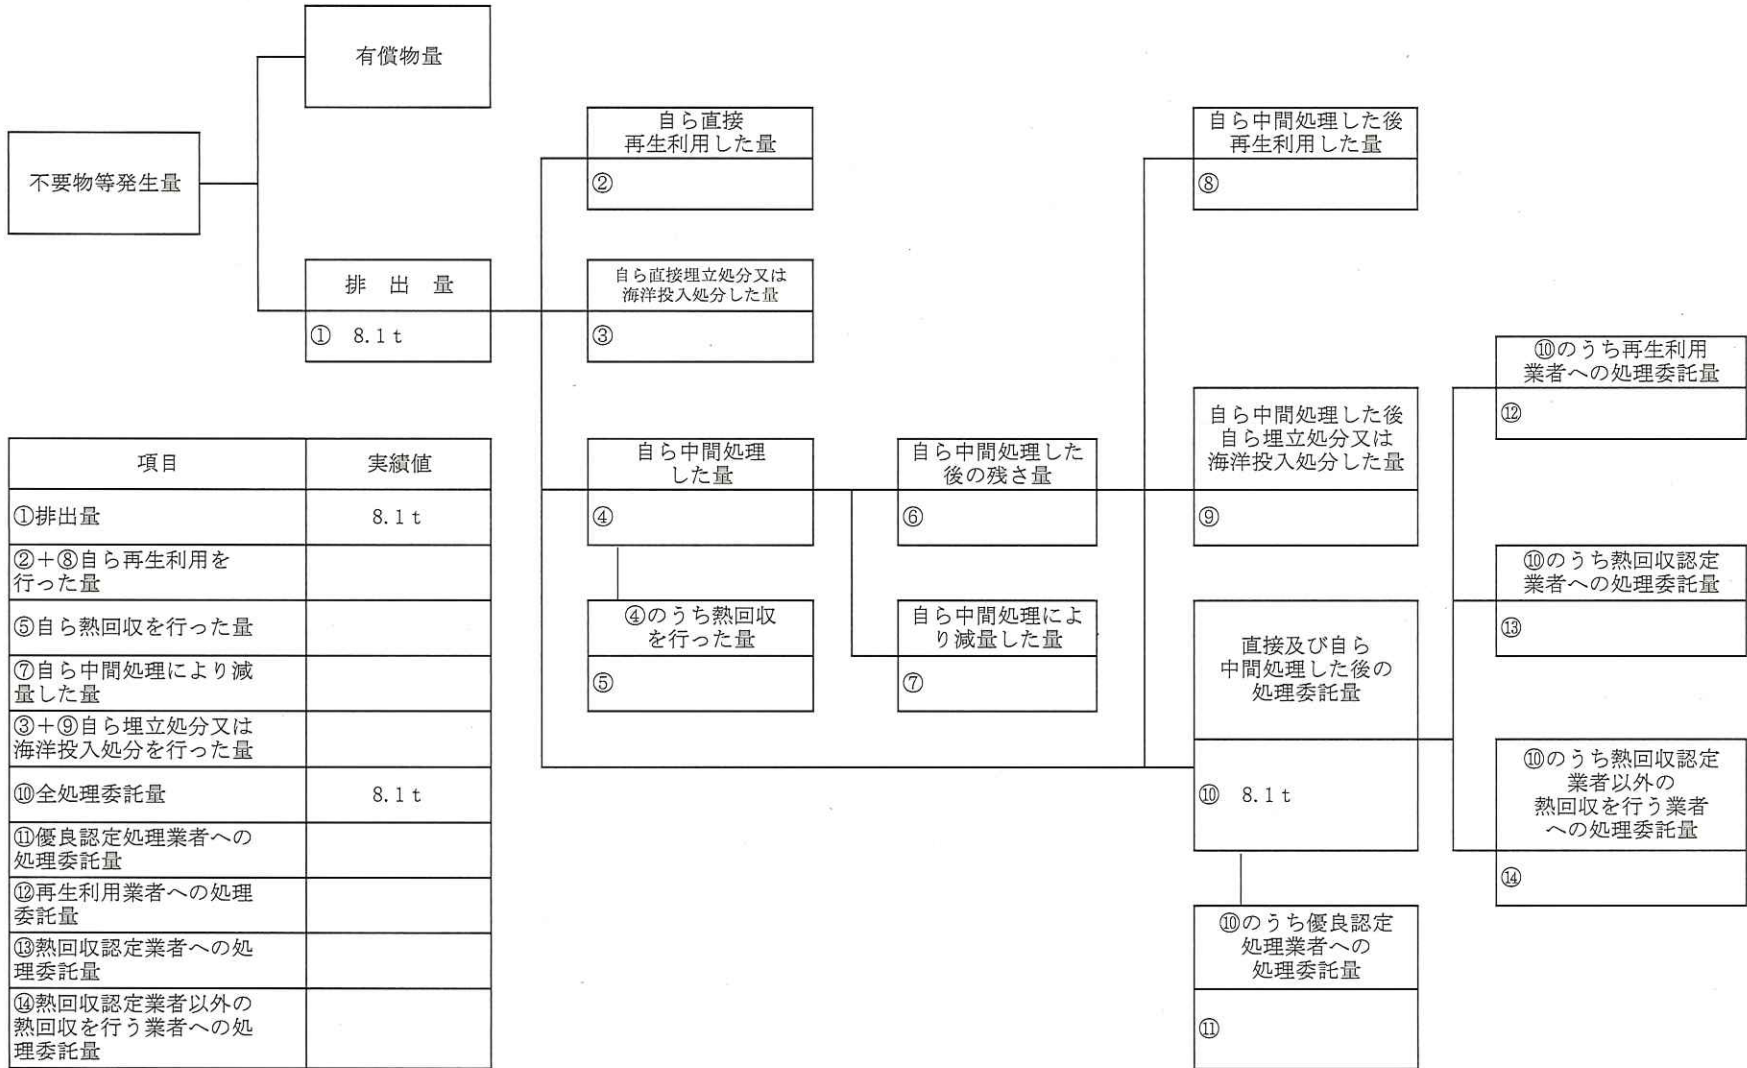 有償物量
不要物等発生量
排 出 量
① 8.1 t
自ら直接
再生利用した量
②
自ら直接埋立処分又は
海洋投入処分した量
③
自ら中間処理
した量
④
④のうち熱回収
を行った量
⑤
自ら中間処理した
後の残さ量
⑥
自ら中間処理によ
り減量した量
⑦
自ら中間処理した後
再生利用した量
⑧
自ら中間処理した後
自ら埋立処分又は
海洋投入処分した量
⑨
直接及び自ら
中間処理した後の
処理委託量
⑩ 8.1 t
⑩のうち優良認定
処理業者への
処理委託量
⑪
⑩のうち再生利用
業者への処理委託量
⑫
⑩のうち熱回収認定
業者への処理委託量
⑬
⑩のうち熱回収認定
業者以外の
熱回収を行う業者
への処理委託量
⑭
項目 実績値
①排出量 8.1 t
②＋⑧自ら再生利用を
行った量
⑤自ら熱回収を行った量
⑦自ら中間処理により減
量した量
③＋⑨自ら埋立処分又は
海洋投入処分を行った量
⑩全処理委託量 8.1 t
⑪優良認定処理業者への
処理委託量
⑫再生利用業者への処理
委託量
⑬熱回収認定業者への処
理委託量
⑭熱回収認定業者以外の
熱回収を行う業者への処
理委託量